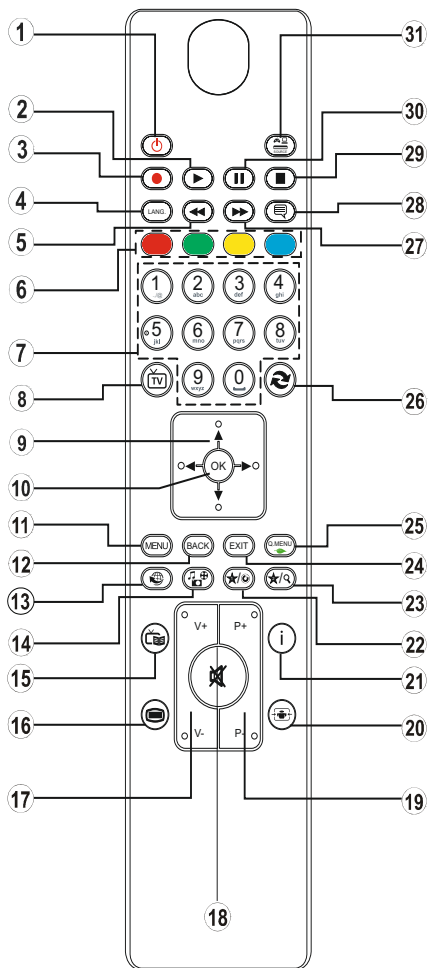 1
31
2
30
3
29
SOURCE
4
LANG.
28
5
27
6
1 2 3 4
.@ abc def ghi
5 6 7 8
jkl mno pqrs tuv
7
9 0
wxyz
8
TV
26
9
10
OK
11
MENU BACK EXIT Q.MENU
25
12
24
13
23
14
22
V+ P+
15
i
21
16
20
V- P-
17
19
18